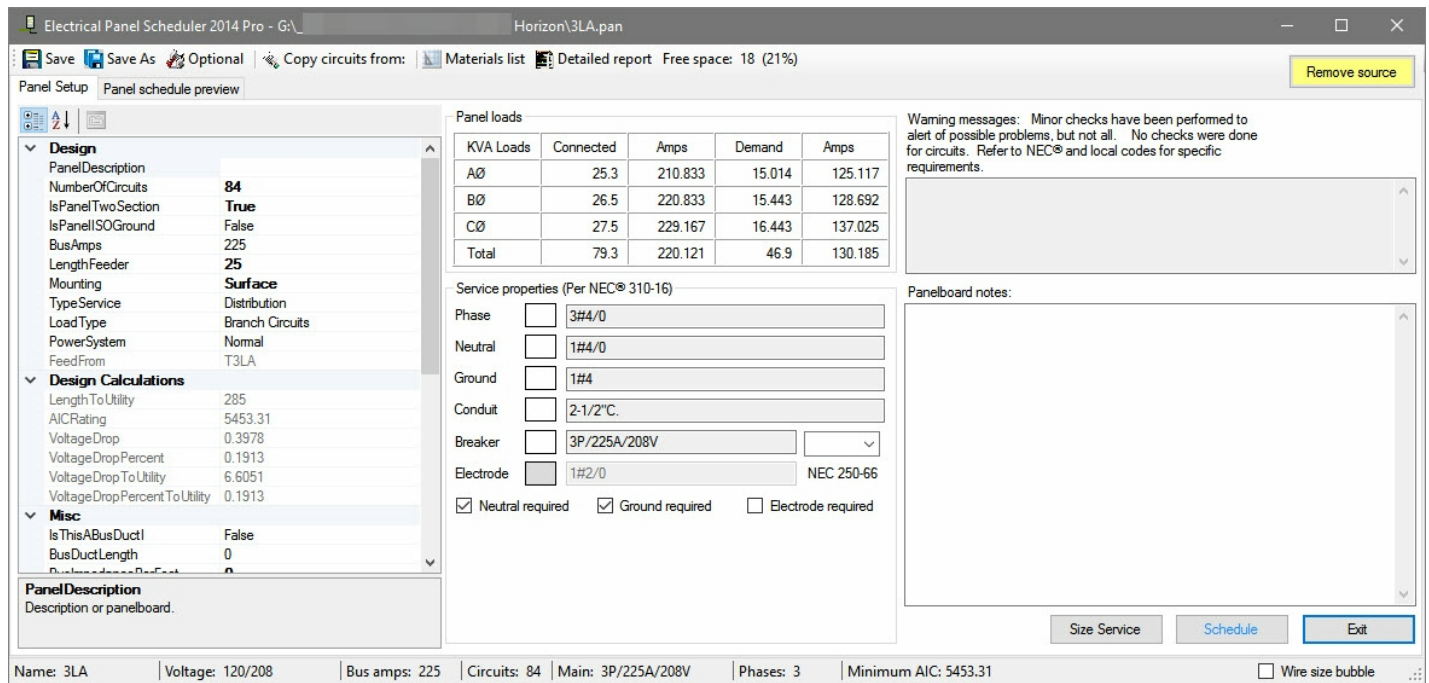 Electrical Panel Scheduler 2014 Pro - G:\_ Horizon\3LA.pan
Save Save As Optional Copy circuits from: Materials list Detailed report Free space: 18 (21%)
Remove source
Panel Setup Panel schedule preview
Design
PanelDescription
NumberOfCircuits 84
IsPanelTwoSection True
IsPanelISOGround False
BusAmps 225
LengthFeeder 25
Mounting Surface
TypeService Distribution
LoadType Branch Circuits
PowerSystem Normal
FeedFrom T3LA
Design Calculations
LengthToUtility 285
AICRating 5453.31
VoltageDrop 0.3978
VoltageDropPercent 0.1913
VoltageDropToUtility 6.6051
VoltageDropPercentToUtility 0.1913
Misc
IsThisABusDuctI False
BusDuctLength 0
PanelDescription
Description or panelboard.
Panel loads
KVA Loads Connected Amps Demand Amps
AØ 25.3 210.833 15.014 125.117
BØ 26.5 220.833 15.443 128.692
CØ 27.5 229.167 16.443 137.025
Total 79.3 220.121 46.9 130.185
Service properties (Per NEC® 310-16)
Phase 3#4/0
Neutral 1#4/0
Ground 1#4
Conduit 2-1/2"C.
Breaker 3P/225A/208V
Electrode 1#2/0 NEC 250-66
Neutral required Ground required Electrode required
Warning messages: Minor checks have been performed to
alert of possible problems, but not all. No checks were done
for circuits. Refer to NEC® and local codes for specific
requirements.
Panelboard notes:
Size Service Schedule Exit
Name: 3LA Voltage: 120/208 Bus amps: 225 Circuits: 84 Main: 3P/225A/208V Phases: 3 Minimum AIC: 5453.31 Wire size bubble